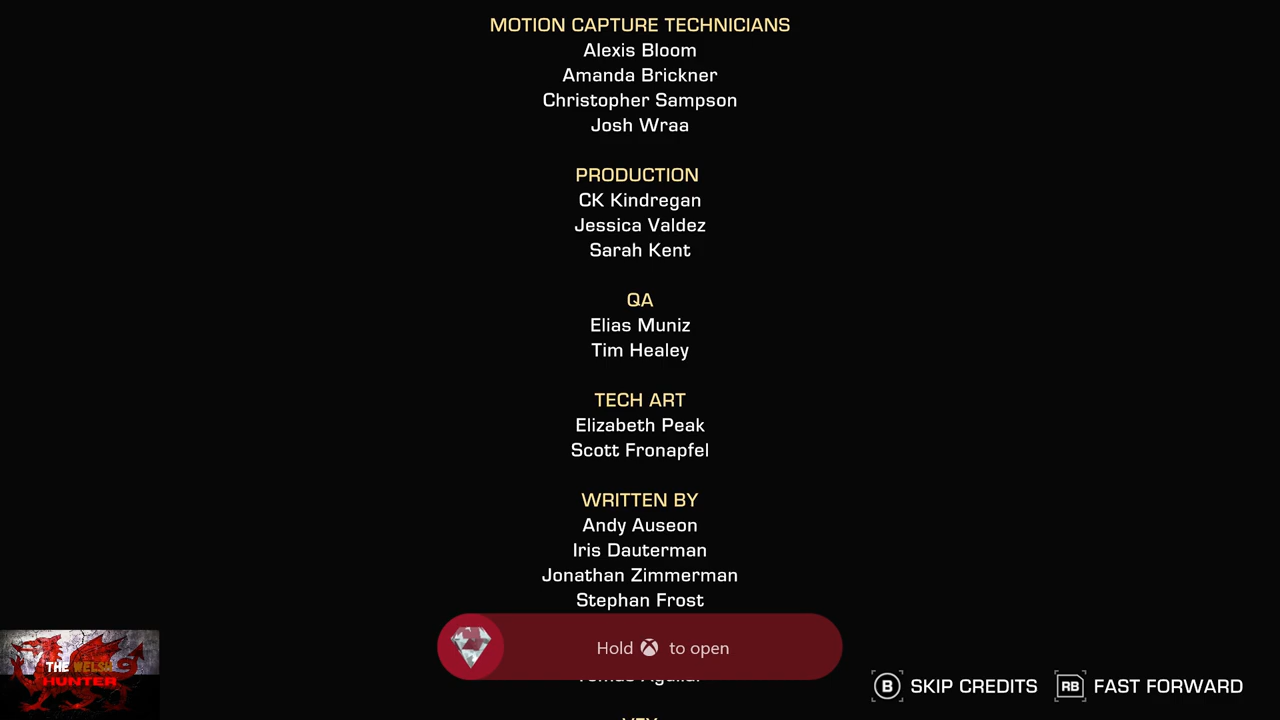 MOTION CAPTURE TECHNICIANS
Alexis Bloom
Amanda Brickner
Christopher Sampson
Josh Wraa
PRODUCTION
CK Kindregan
Jessica Valdez
Sarah Kent
QA
Elias Muniz
Tim Healey
TECH ART
Elizabeth Peak
Scott Fronapfel
WRITTEN BY
Andy Auseon
Iris Dauterman
Jonathan Zimmerman
Stephan Frost
Hold to open
THE WELSH
HUNTER
B SKIP CREDITS RB FAST FORWARD